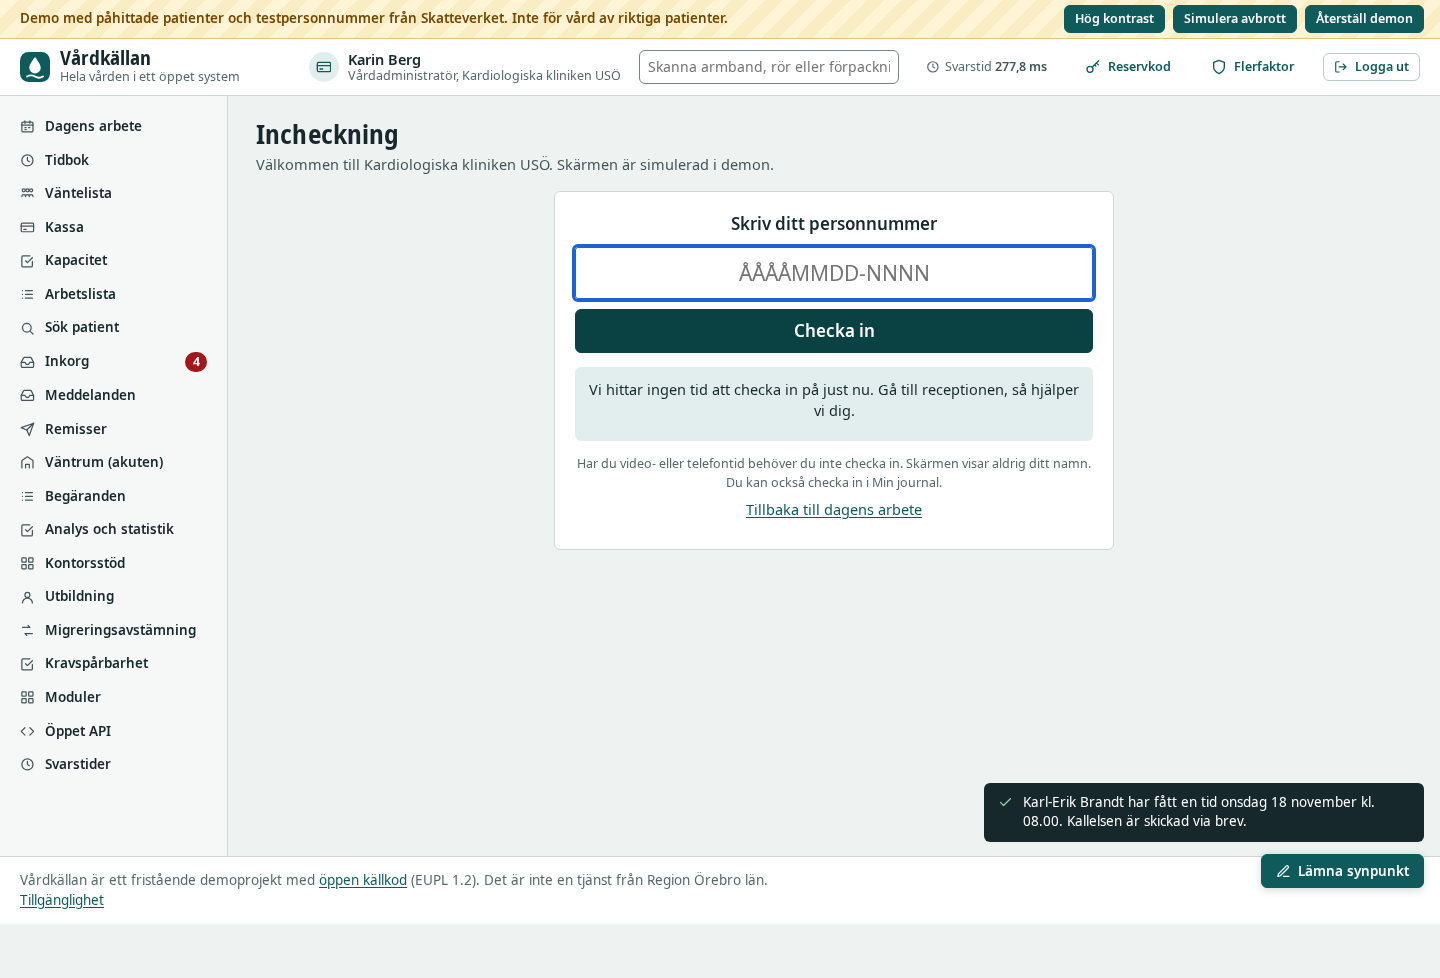 Demo med påhittade patienter och testpersonnummer från Skatteverket. Inte för vård av riktiga patienter.
Hög kontrast
Simulera avbrott
Återställ demon
Vårdkällan
Hela vården i ett öppet system
Karin Berg
Vårdadministratör, Kardiologiska kliniken USÖ
Skanna armband, rör eller förpackni
Svarstid 277,8 ms
Reservkod
Flerfaktor
Logga ut
Dagens arbete
Tidbok
Väntelista
Kassa
Kapacitet
Arbetslista
Sök patient
Inkorg
4
Meddelanden
Remisser
Väntrum (akuten)
Begäranden
Analys och statistik
Kontorsstöd
Utbildning
Migreringsavstämning
Kravspårbarhet
Moduler
Öppet API
Svarstider
Incheckning
Välkommen till Kardiologiska kliniken USÖ. Skärmen är simulerad i demon.
Skriv ditt personnummer
ÅÅÅÅMMDD-NNNN
Checka in
Vi hittar ingen tid att checka in på just nu. Gå till receptionen, så hjälper
vi dig.
Har du video- eller telefontid behöver du inte checka in. Skärmen visar aldrig ditt namn.
Du kan också checka in i Min journal.
Tillbaka till dagens arbete
Karl-Erik Brandt har fått en tid onsdag 18 november kl.
08.00. Kallelsen är skickad via brev.
Lämna synpunkt
Vårdkällan är ett fristående demoprojekt med öppen källkod (EUPL 1.2). Det är inte en tjänst från Region Örebro län.
Tillgänglighet